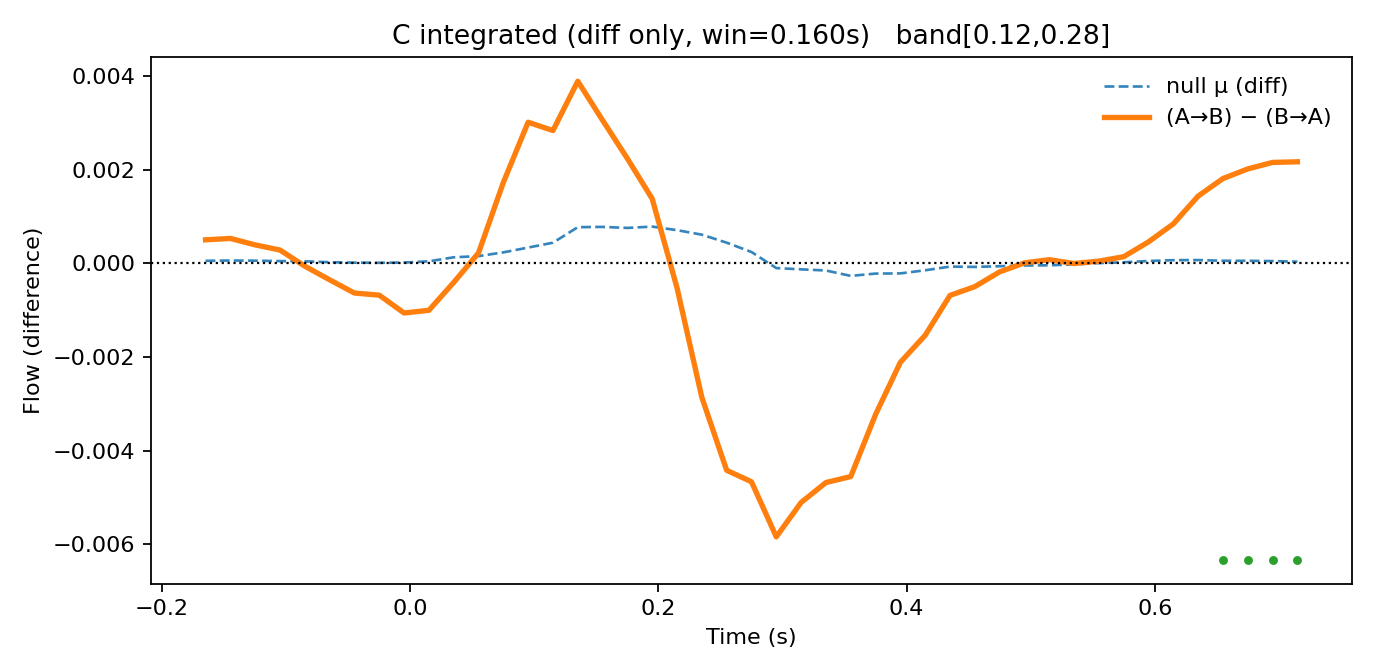 C integrated (diff only, win=0.160s)   band[0.12,0.28]
null μ (diff)
(A→B) − (B→A)
Flow (difference)
0.004
0.002
0.000
−0.002
−0.004
−0.006
−0.2
0.0
0.2
0.4
0.6
Time (s)